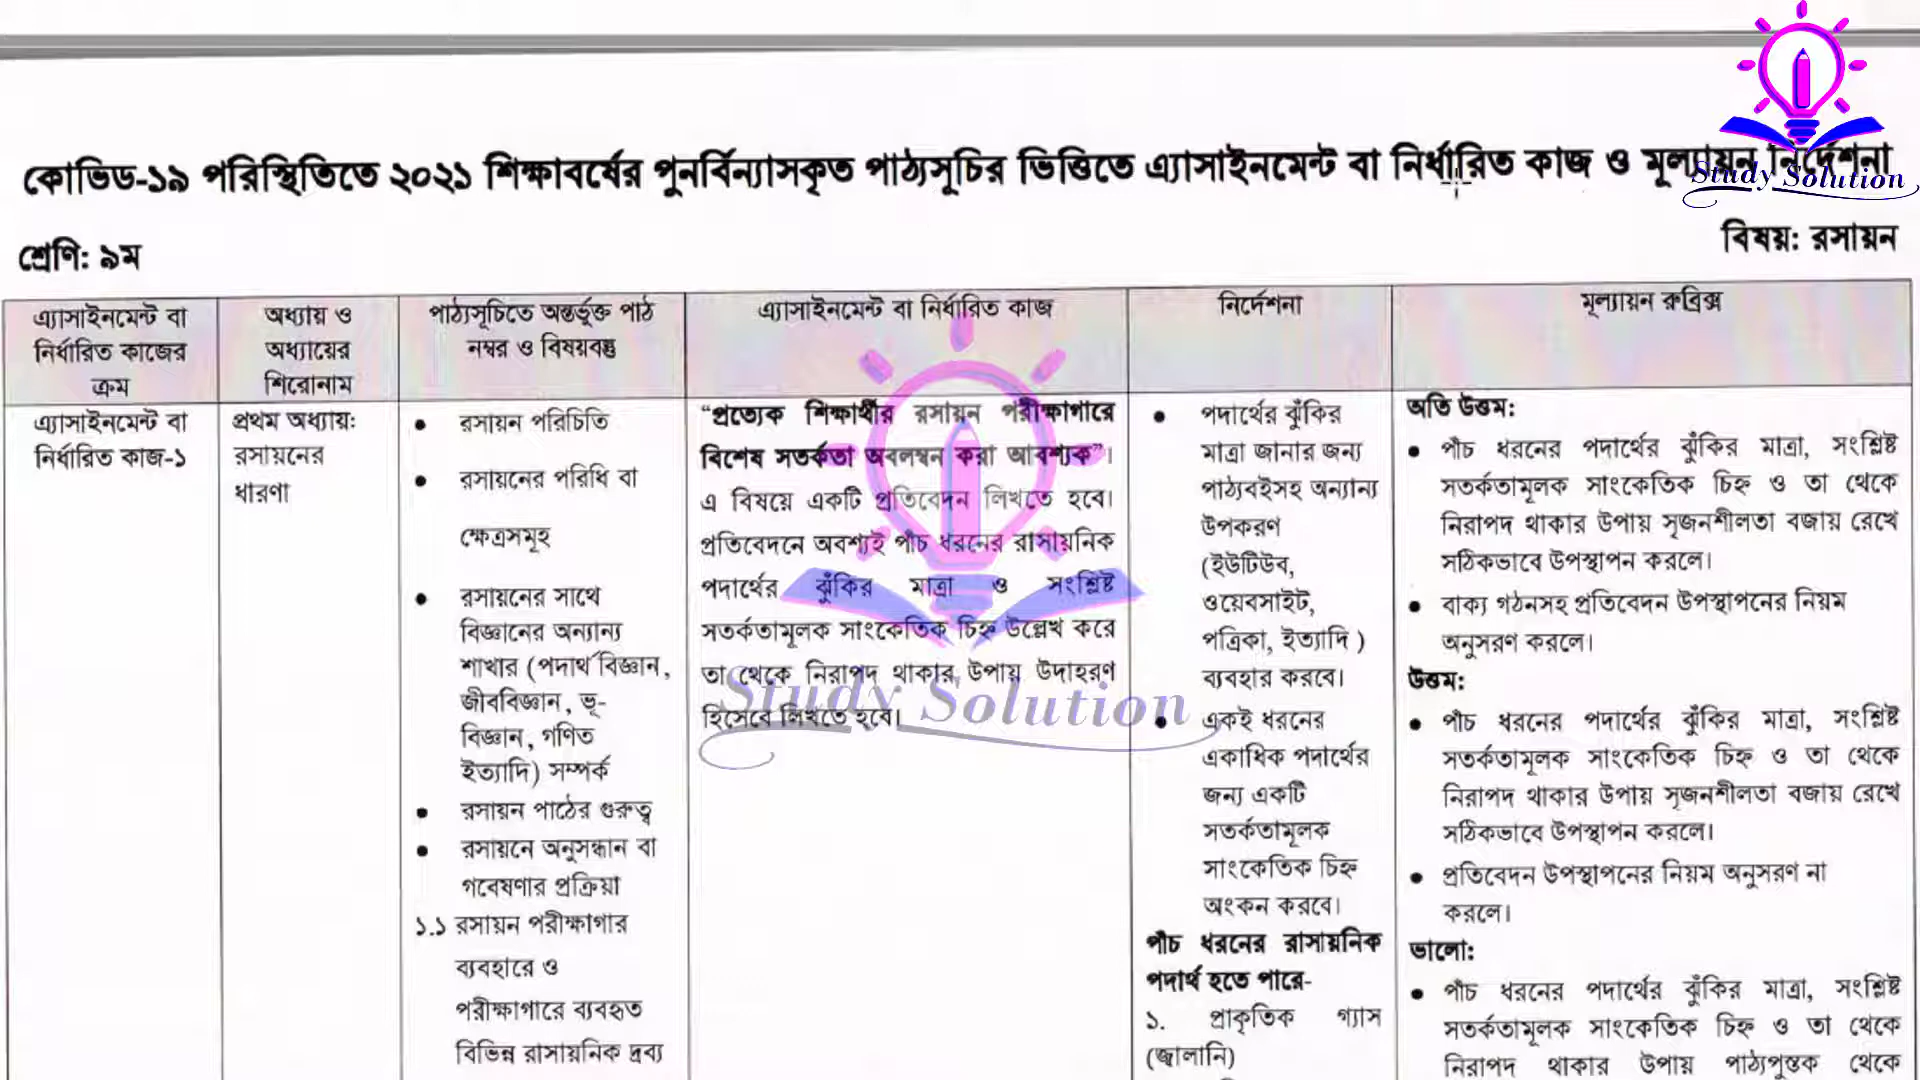 কোভিড-১৯ পরিস্থিতিতে ২০২১ শিক্ষাবর্ষের পুনর্বিন্যাসকৃত পাঠ্যসূচির ভিত্তিতে এ্যাসাইনমেন্ট বা নির্ধারিত কাজ ও মূল্যায়ন নির্দেশনা
Study Solution
শ্রেণি: ৯ম
বিষয়: রসায়ন
এ্যাসাইনমেন্ট বা
নির্ধারিত কাজের
ক্রম
অধ্যায় ও
অধ্যায়ের
শিরোনাম
পাঠ্যসূচিতে অন্তর্ভুক্ত পাঠ
নম্বর ও বিষয়বস্তু
এ্যাসাইনমেন্ট বা নির্ধারিত কাজ
নির্দেশনা
মূল্যায়ন রুব্রিক্স
এ্যাসাইনমেন্ট বা
নির্ধারিত কাজ-১
প্রথম অধ্যায়:
রসায়নের
ধারণা
• রসায়ন পরিচিতি
• রসায়নের পরিধি বা
ক্ষেত্রসমূহ
• রসায়নের সাথে
বিজ্ঞানের অন্যান্য
শাখার (পদার্থ বিজ্ঞান,
জীববিজ্ঞান, ভূ-
বিজ্ঞান, গণিত
ইত্যাদি) সম্পর্ক
• রসায়ন পাঠের গুরুত্ব
• রসায়নে অনুসন্ধান বা
গবেষণার প্রক্রিয়া
১.১ রসায়ন পরীক্ষাগার
ব্যবহারে ও
পরীক্ষাগারে ব্যবহৃত
বিভিন্ন রাসায়নিক দ্রব্য
“প্রত্যেক শিক্ষার্থীর রসায়ন পরীক্ষাগারে
বিশেষ সতর্কতা অবলম্বন করা আবশ্যক”।
এ বিষয়ে একটি প্রতিবেদন লিখতে হবে।
প্রতিবেদনে অবশ্যই পাঁচ ধরনের রাসায়নিক
পদার্থের ঝুঁকির মাত্রা ও সংশ্লিষ্ট
সতর্কতামূলক সাংকেতিক চিহ্ন উল্লেখ করে
তা থেকে নিরাপদ থাকার উপায় উদাহরণ
হিসেবে লিখতে হবে।
Study Solution
• পদার্থের ঝুঁকির
মাত্রা জানার জন্য
পাঠ্যবইসহ অন্যান্য
উপকরণ
(ইউটিউব,
ওয়েবসাইট,
পত্রিকা, ইত্যাদি )
ব্যবহার করবে।
• একই ধরনের
একাধিক পদার্থের
জন্য একটি
সতর্কতামূলক
সাংকেতিক চিহ্ন
অংকন করবে।
পাঁচ ধরনের রাসায়নিক
পদার্থ হতে পারে-
১. প্রাকৃতিক গ্যাস
(জ্বালানি)
অতি উত্তম:
• পাঁচ ধরনের পদার্থের ঝুঁকির মাত্রা, সংশ্লিষ্ট
সতর্কতামূলক সাংকেতিক চিহ্ন ও তা থেকে
নিরাপদ থাকার উপায় সৃজনশীলতা বজায় রেখে
সঠিকভাবে উপস্থাপন করলে।
• বাক্য গঠনসহ প্রতিবেদন উপস্থাপনের নিয়ম
অনুসরণ করলে।
উত্তম:
• পাঁচ ধরনের পদার্থের ঝুঁকির মাত্রা, সংশ্লিষ্ট
সতর্কতামূলক সাংকেতিক চিহ্ন ও তা থেকে
নিরাপদ থাকার উপায় সৃজনশীলতা বজায় রেখে
সঠিকভাবে উপস্থাপন করলে।
• প্রতিবেদন উপস্থাপনের নিয়ম অনুসরণ না
করলে।
ভালো:
• পাঁচ ধরনের পদার্থের ঝুঁকির মাত্রা, সংশ্লিষ্ট
সতর্কতামূলক সাংকেতিক চিহ্ন ও তা থেকে
নিরাপদ থাকার উপায় পাঠ্যপুস্তক থেকে